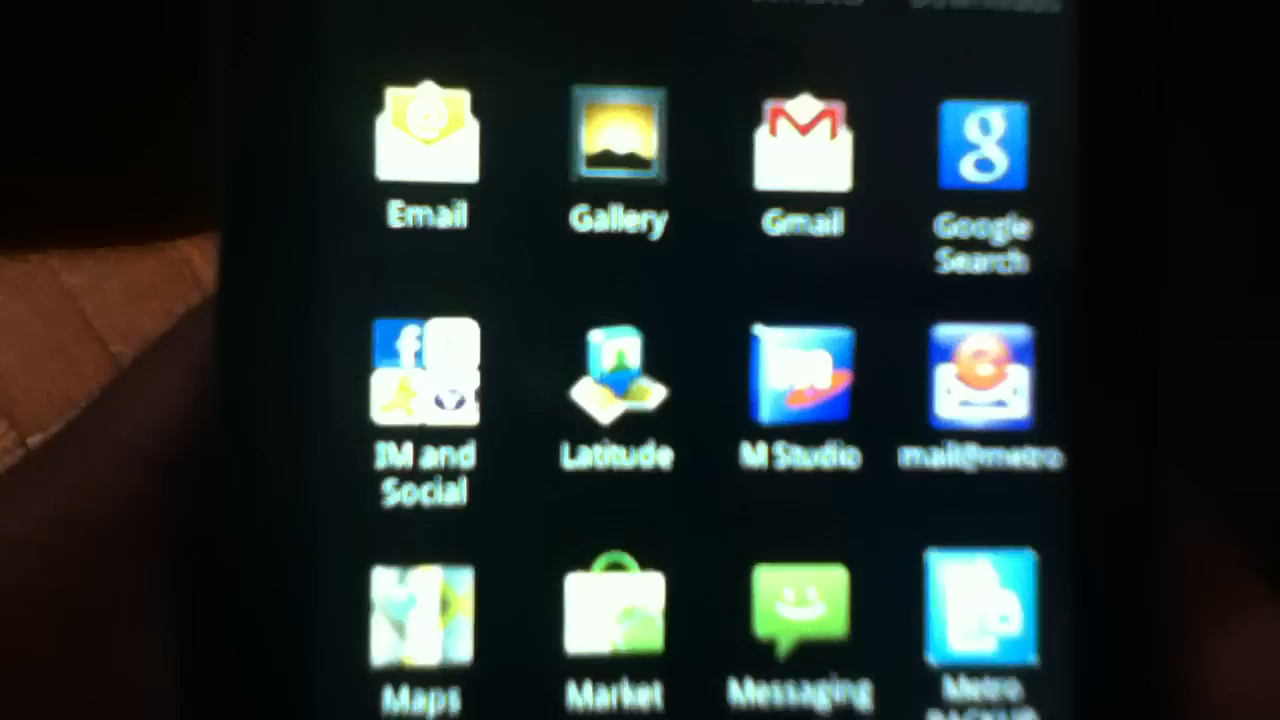 Email
Gallery
Gmail
Google
Search
IM and
Social
Latitude
M Studio
mail@metro
Maps
Market
Messaging
Metro